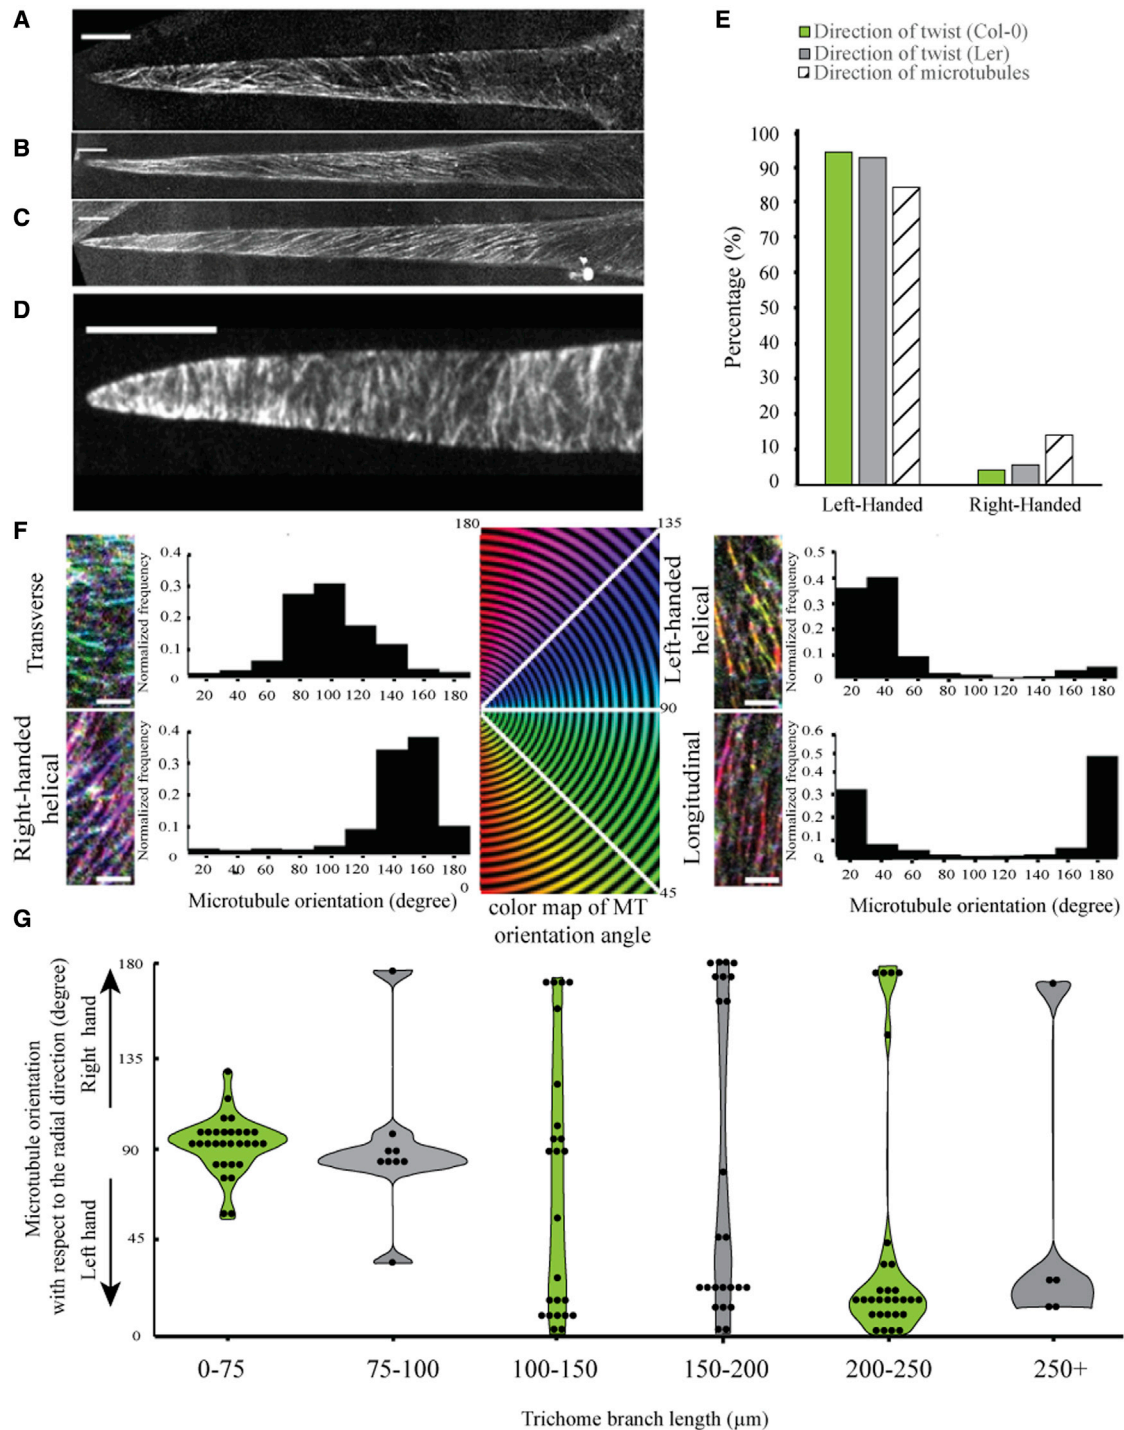 A
B
C
D
E
Direction of twist (Col-0)
Direction of twist (Ler)
Direction of microtubules
Percentage (%)
100
90
80
70
60
50
40
30
20
10
0
Left-Handed
Right-Handed
F
Transverse
Normalized frequency
0.4
0.3
0.2
0.1
0
20 40 60 80 100 120 140 160 180
Right-handed
helical
Normalized frequency
0.4
0.3
0.2
0.1
0
20 40 60 80 100 120 140 160 180
Microtubule orientation (degree)
180
135
90
45
0
color map of MT
orientation angle
Left-handed
helical
Normalized frequency
0.5
0.4
0.3
0.2
0.1
0
20 40 60 80 100 120 140 160 180
Longitudinal
Normalized frequency
0.6
0.5
0.4
0.2
0.1
0
20 40 60 80 100 120 140 160 180
Microtubule orientation (degree)
G
Microtubule orientation
with respect to the radial direction (degree)
Left hand
Right hand
180
135
90
45
0
0-75
75-100
100-150
150-200
200-250
250+
Trichome branch length (µm)